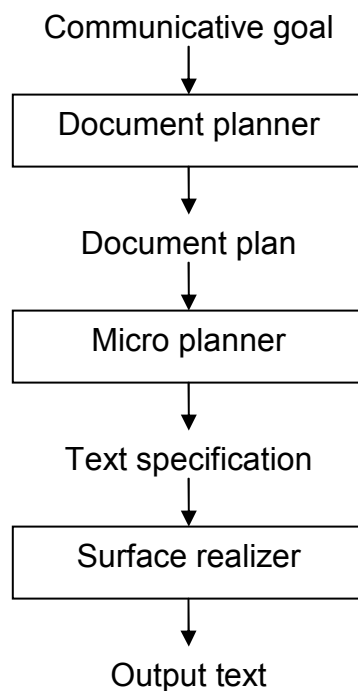 Communicative goal
Document planner
Document plan
Micro planner
Text specification
Surface realizer
Output text